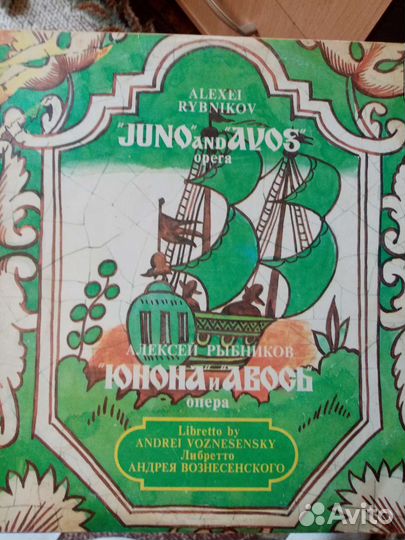 ALEXEI
RYBNIKOV
"JUNO" AND "AVOS"
opera
АЛЕКСЕЙ РЫБНИКОВ
"ЮНОНА" И "АВОСЬ"
опера
Libretto by
ANDREI VOZNESENSKY
Либретто
АНДРЕЯ ВОЗНЕСЕНСКОГО
Avito